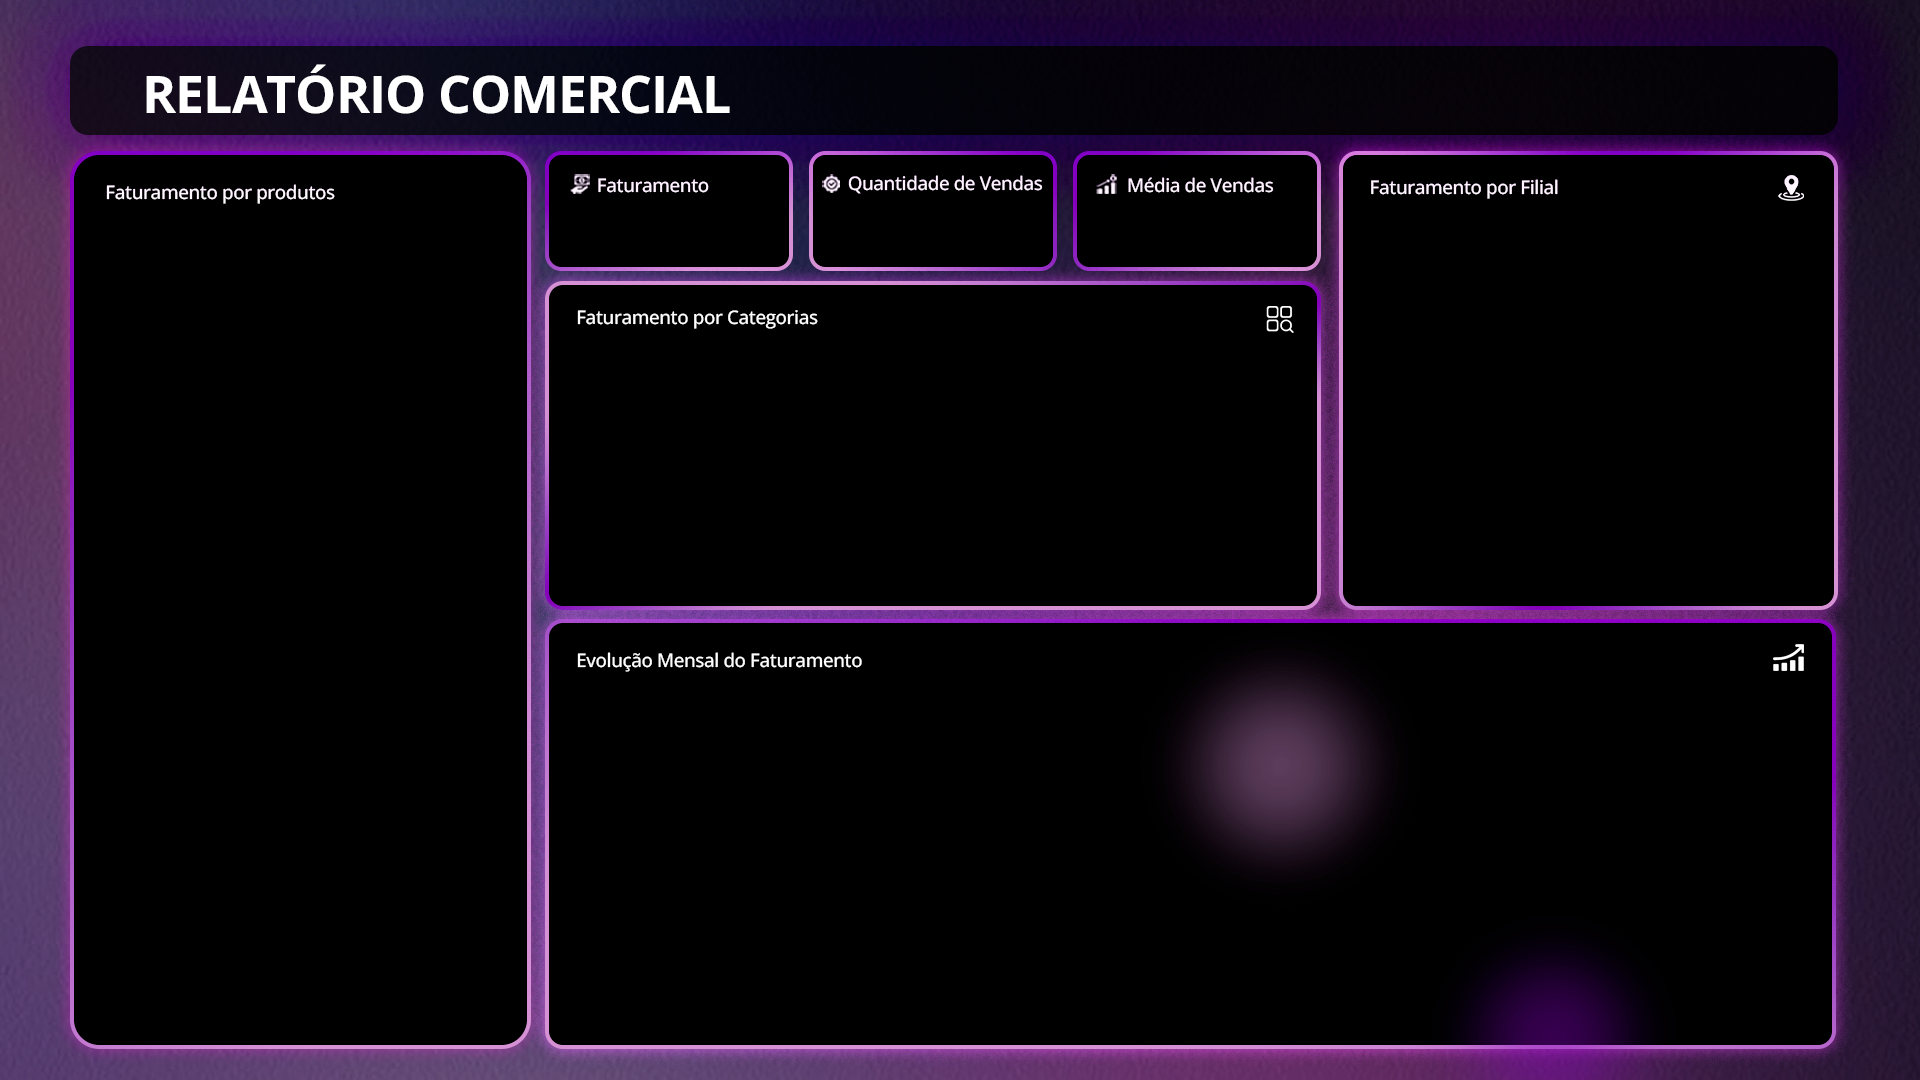 RELATÓRIO COMERCIAL
Faturamento por produtos
Faturamento
Quantidade de Vendas
Média de Vendas
Faturamento por Filial
Faturamento por Categorias
Evolução Mensal do Faturamento